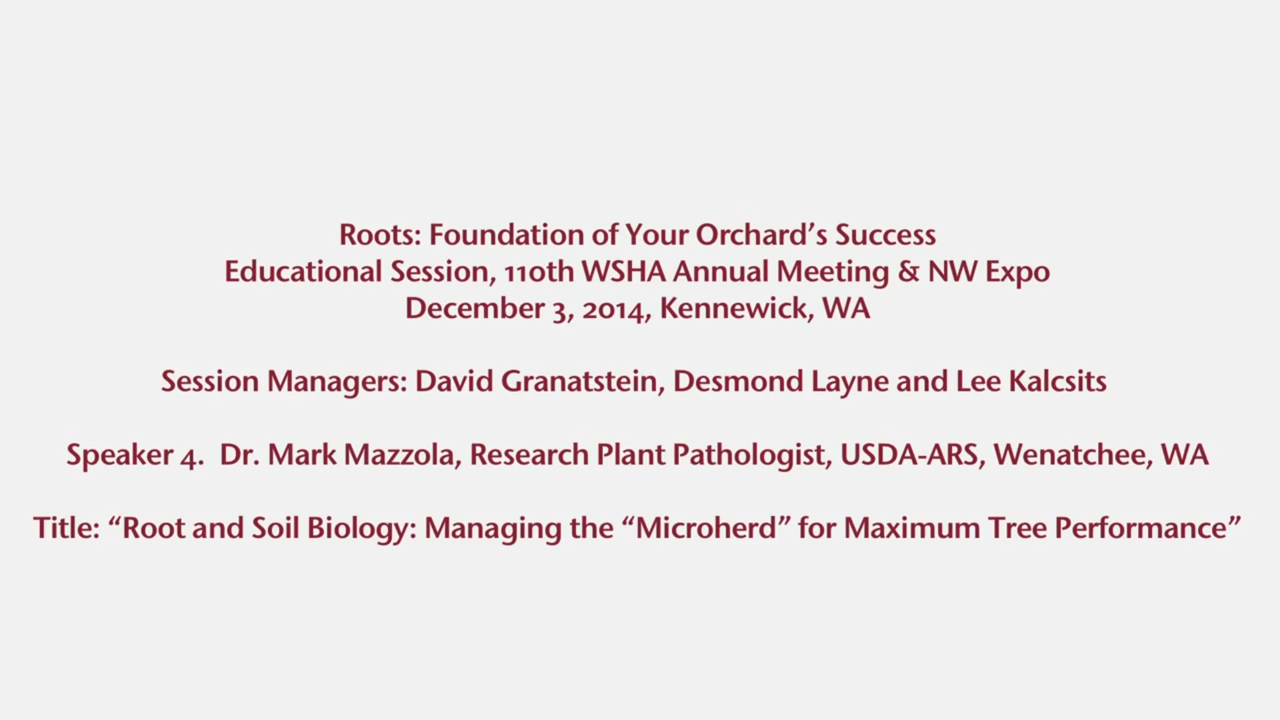 Roots: Foundation of Your Orchard’s Success
Educational Session, 110th WSHA Annual Meeting & NW Expo
December 3, 2014, Kennewick, WA
Session Managers: David Granatstein, Desmond Layne and Lee Kalcsits
Speaker 4.  Dr. Mark Mazzola, Research Plant Pathologist, USDA-ARS, Wenatchee, WA
Title: “Root and Soil Biology: Managing the “Microherd” for Maximum Tree Performance”